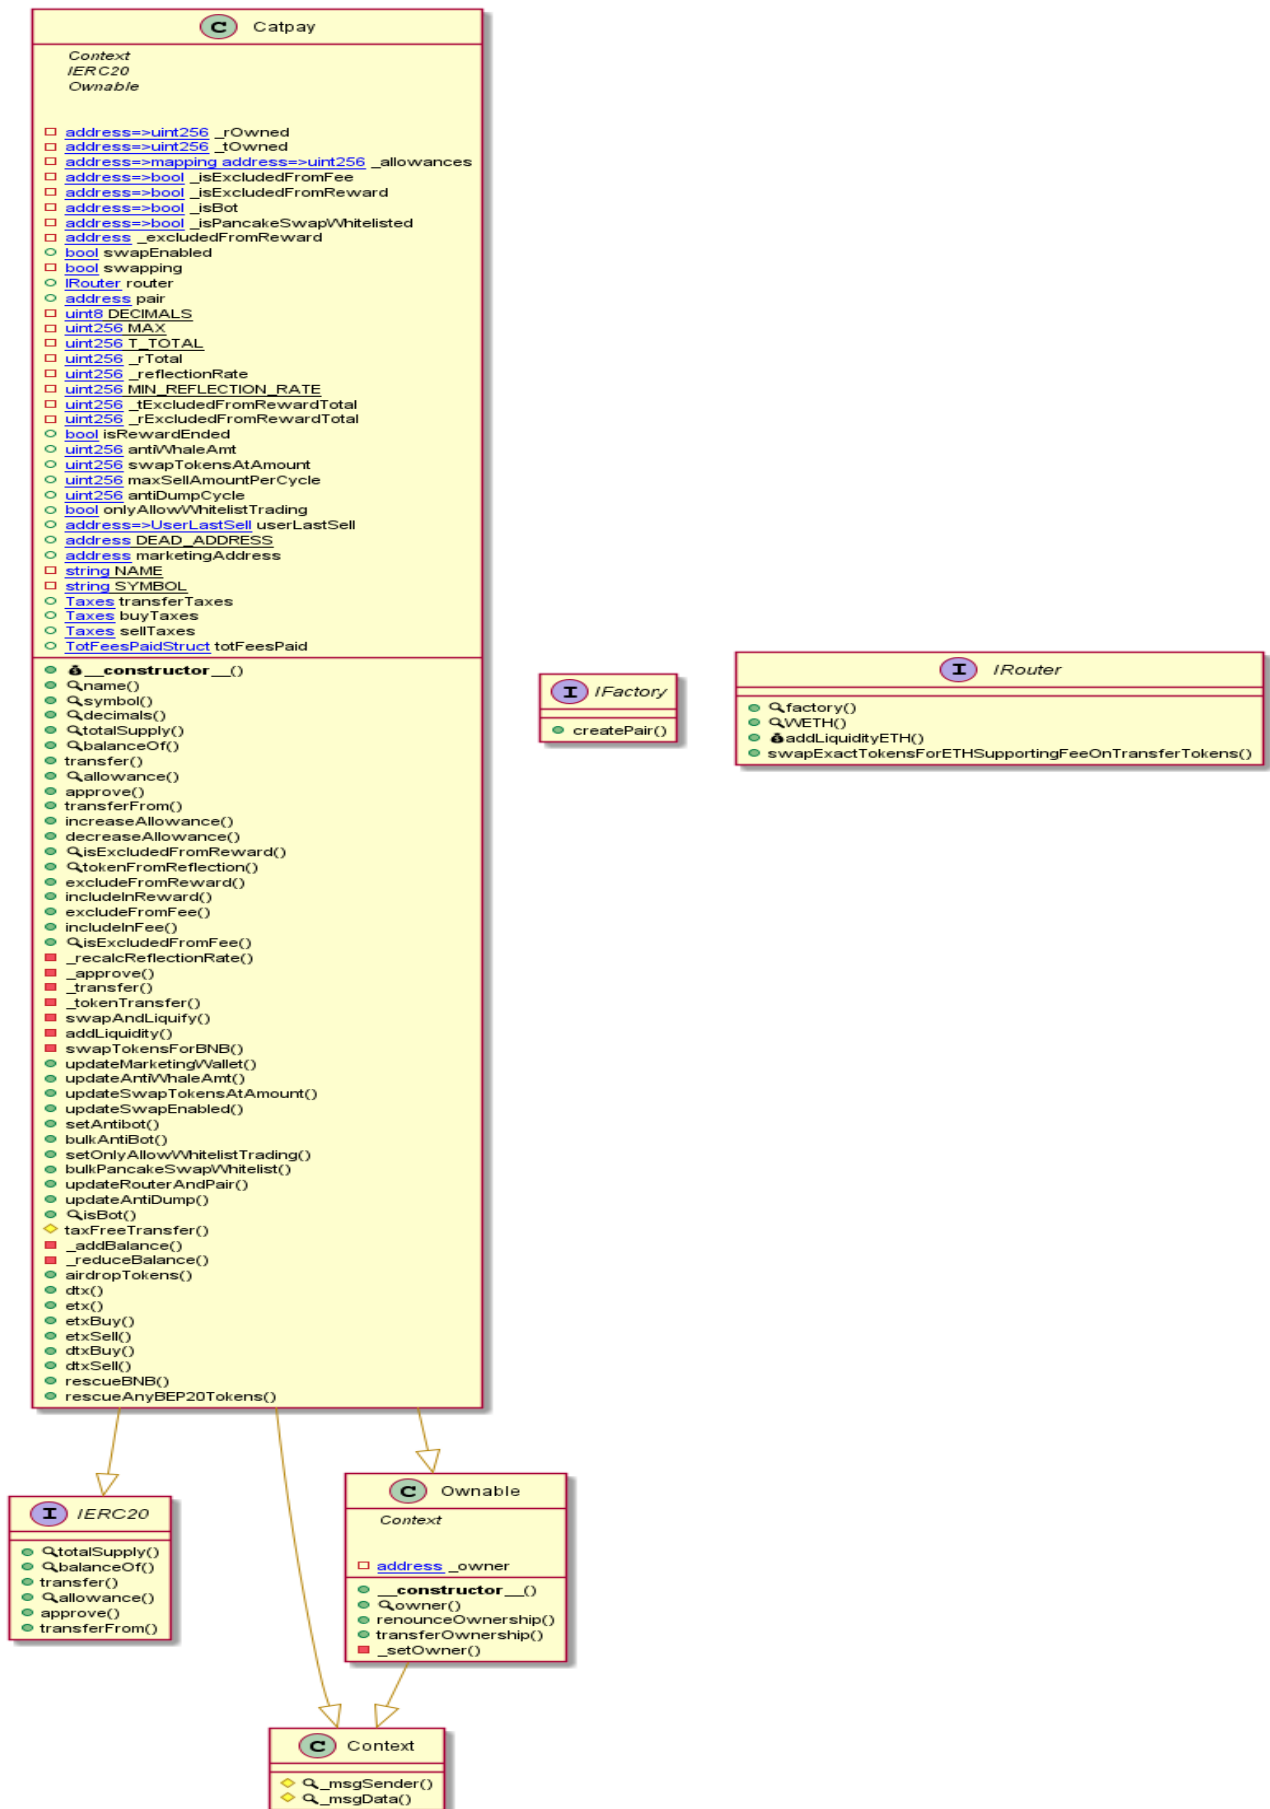 C Catpay
Context
IERC20
Ownable
address=>uint256 _rOwned
address=>uint256 _tOwned
address=>mapping address=>uint256 _allowances
address=>bool _isExcludedFromFee
address=>bool _isExcludedFromReward
address=>bool _isBot
address=>bool _isPancakeSwapWhitelisted
address _excludedFromReward
bool swapEnabled
bool swapping
IRouter router
address pair
uint8 DECIMALS
uint256 MAX
uint256 T_TOTAL
uint256 _rTotal
uint256 _reflectionRate
uint256 MIN_REFLECTION_RATE
uint256 _tExcludedFromRewardTotal
uint256 _rExcludedFromRewardTotal
bool isRewardEnded
uint256 antiWhaleAmt
uint256 swapTokensAtAmount
uint256 maxSellAmountPerCycle
uint256 antiDumpCycle
bool onlyAllowWhitelistTrading
address=>UserLastSell userLastSell
address DEAD_ADDRESS
address marketingAddress
string NAME
string SYMBOL
Taxes transferTaxes
Taxes buyTaxes
Taxes sellTaxes
TotFeesPaidStruct totFeesPaid
__constructor__()
name()
symbol()
decimals()
totalSupply()
balanceOf()
transfer()
allowance()
approve()
transferFrom()
increaseAllowance()
decreaseAllowance()
isExcludedFromReward()
tokenFromReflection()
excludeFromReward()
includeInReward()
excludeFromFee()
includeInFee()
isExcludedFromFee()
_recalcReflectionRate()
_approve()
_transfer()
_tokenTransfer()
swapAndLiquify()
addLiquidity()
swapTokensForBNB()
updateMarketingWallet()
updateAntiWhaleAmt()
updateSwapTokensAtAmount()
updateSwapEnabled()
setAntibot()
bulkAntiBot()
setOnlyAllowWhitelistTrading()
bulkPancakeSwapWhitelist()
updateRouterAndPair()
updateAntiDump()
isBot()
taxFreeTransfer()
_addBalance()
_reduceBalance()
airdropTokens()
dtx()
etx()
etxBuy()
etxSell()
dtxBuy()
dtxSell()
rescueBNB()
rescueAnyBEP20Tokens()
I IFactory
createPair()
I IRouter
factory()
WETH()
addLiquidityETH()
swapExactTokensForETHSupportingFeeOnTransferTokens()
I IERC20
totalSupply()
balanceOf()
transfer()
allowance()
approve()
transferFrom()
C Ownable
Context
address _owner
__constructor__()
owner()
renounceOwnership()
transferOwnership()
_setOwner()
C Context
_msgSender()
_msgData()